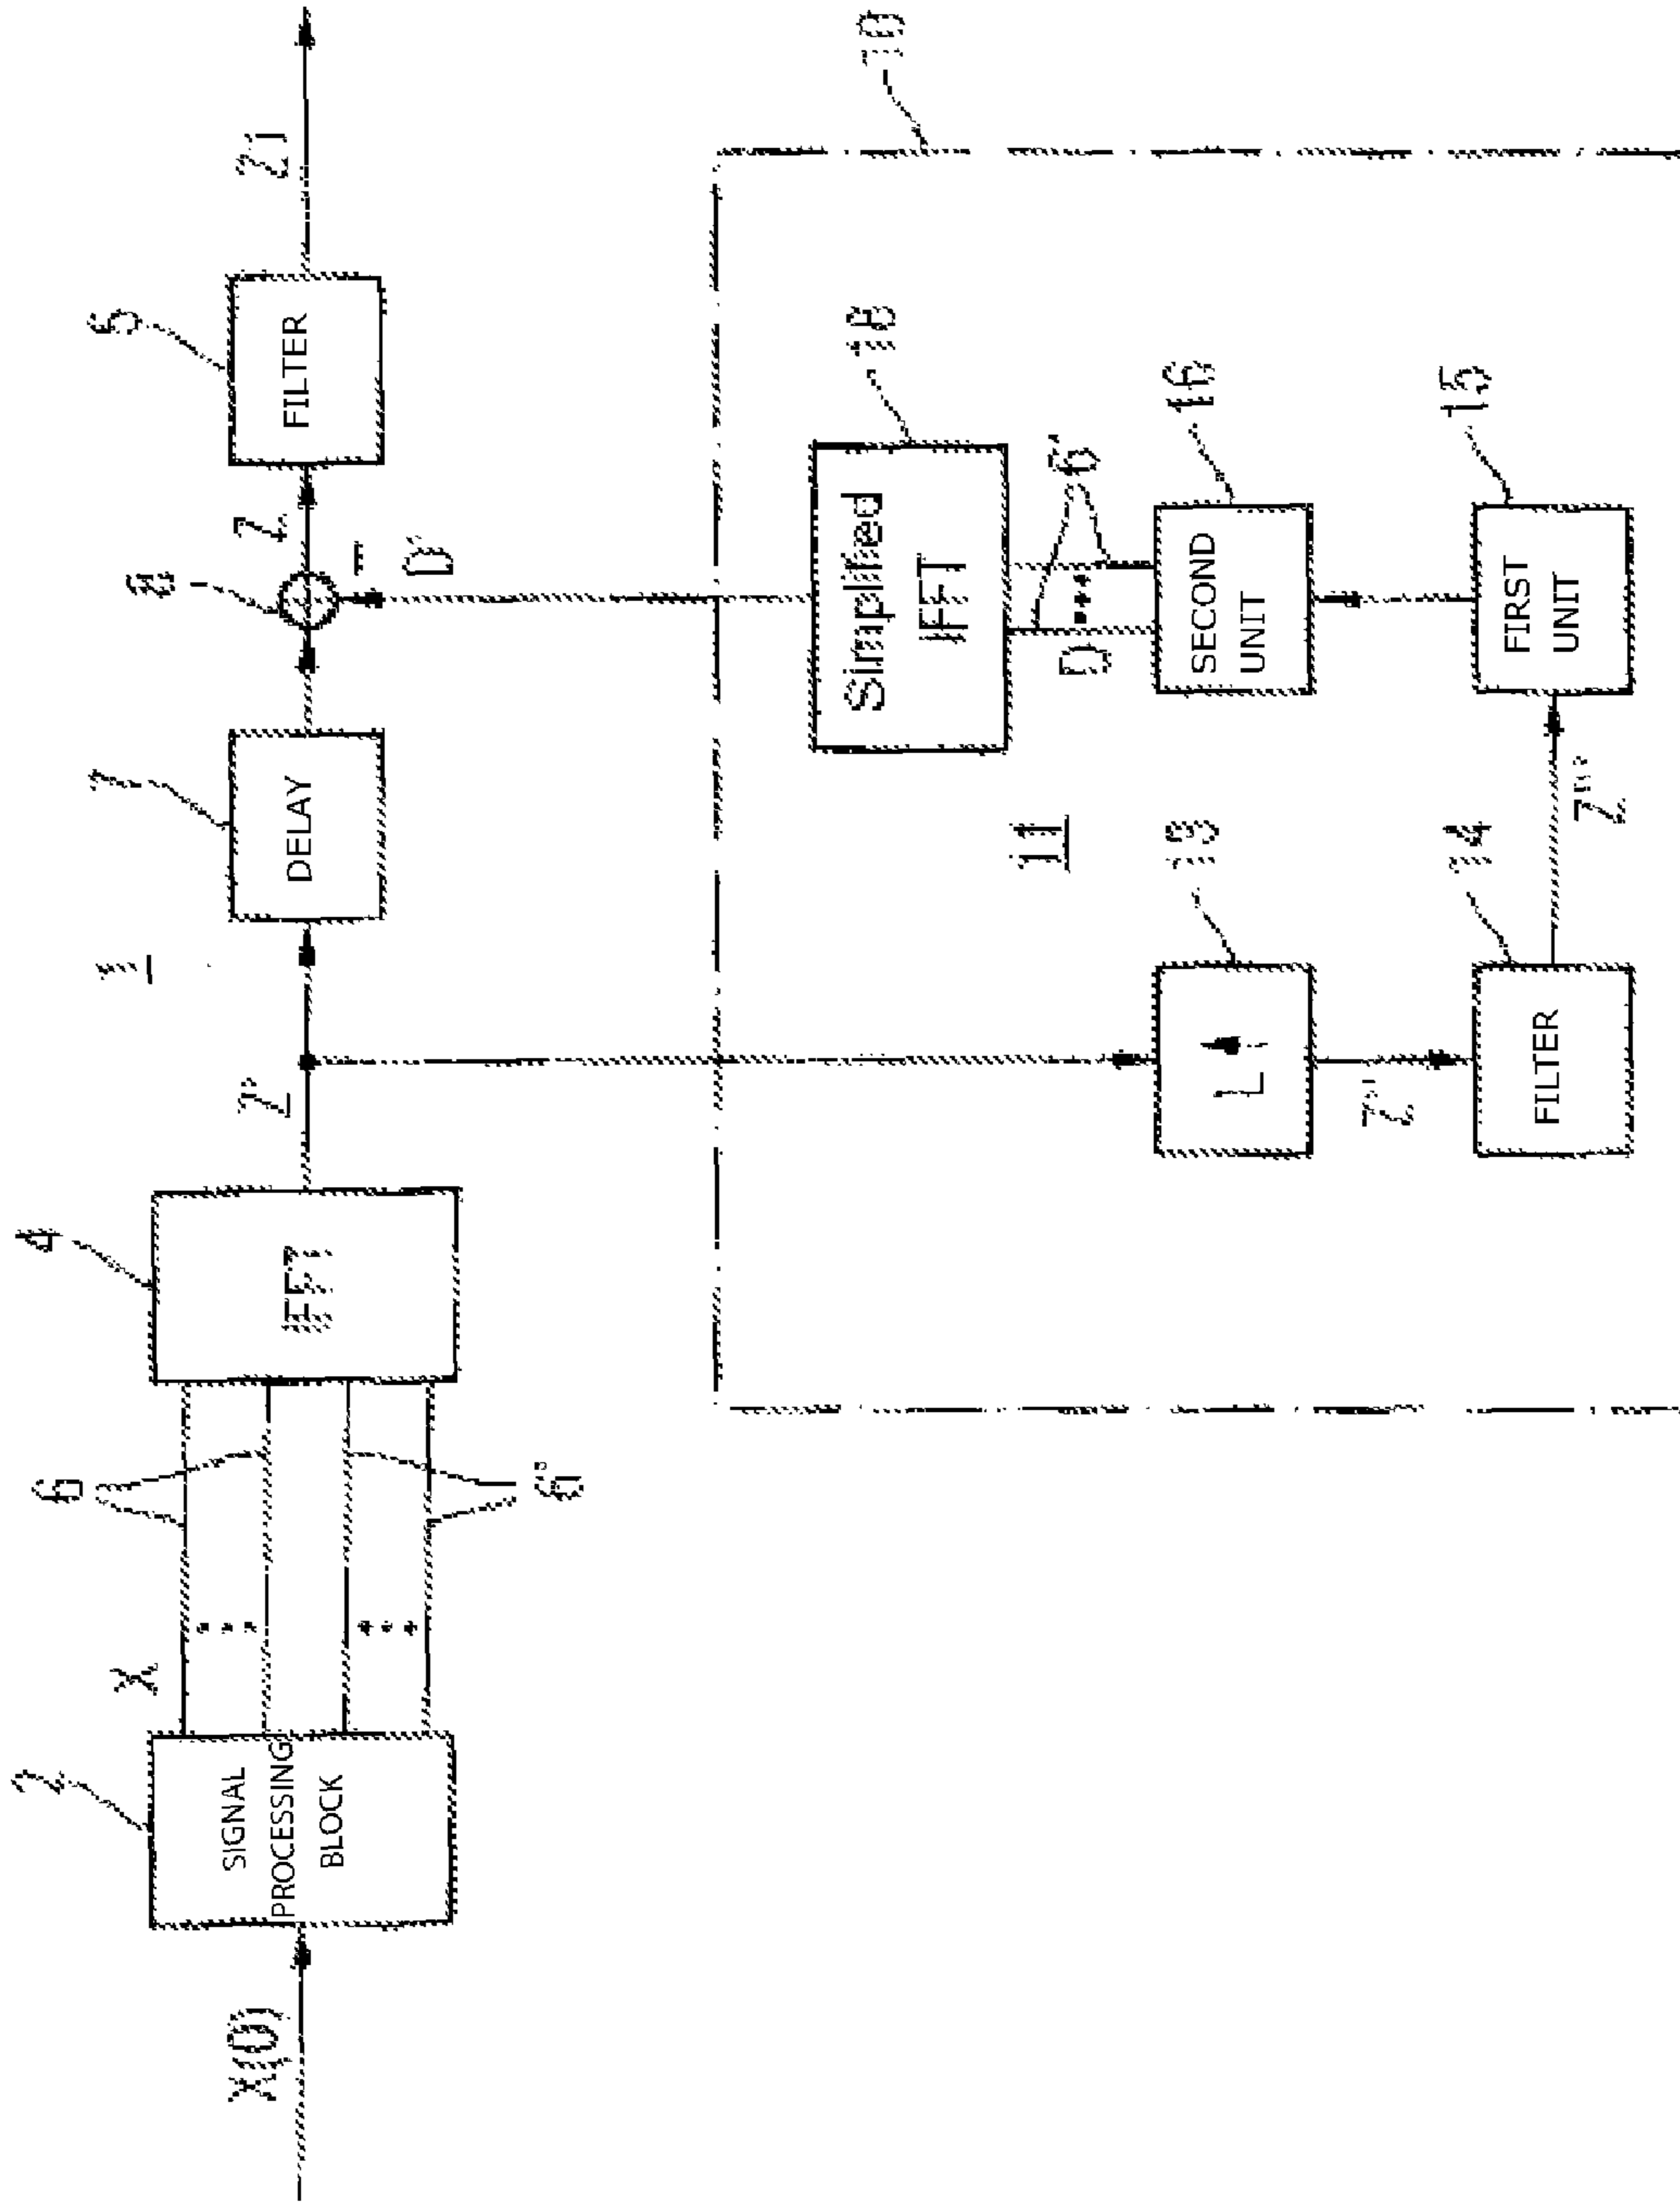 X(0)
2
SIGNAL
PROCESSING
BLOCK
X
6
6'
4
IFFT
Z'
1
7
DELAY
8
Z
−
D'
5
FILTER
Z1
10
11
L
Z''
14
FILTER
Z'''
15
FIRST
UNIT
16
SECOND
UNIT
D
6'
18
Simplified
IFFT